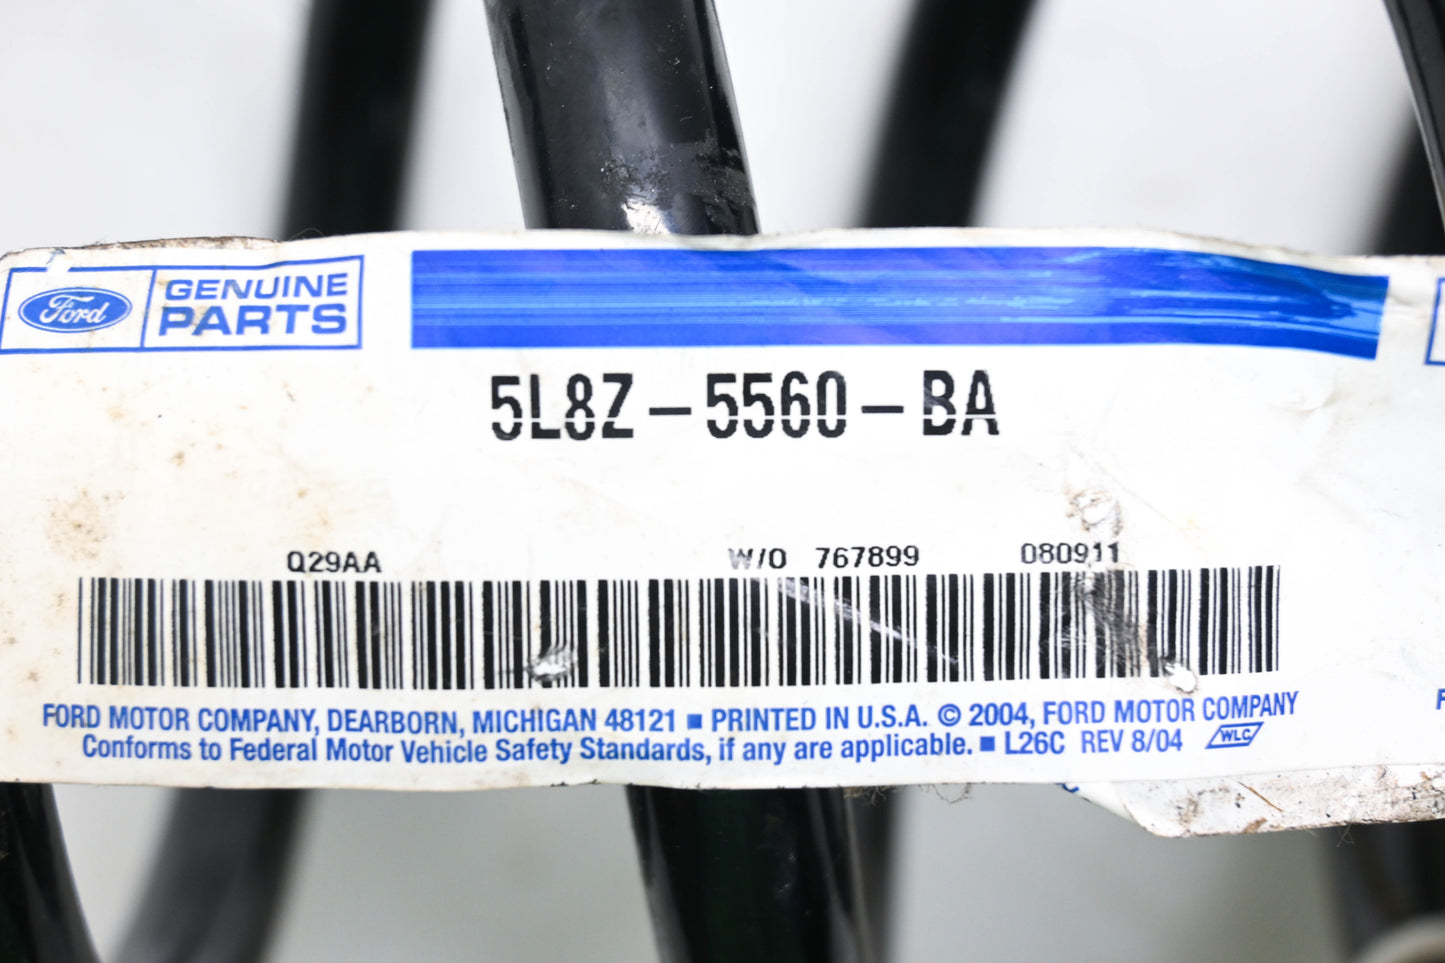 Ford GENUINE
PARTS
5L8Z-5560-BA
Q29AA W/O 767899 080911
FORD MOTOR COMPANY, DEARBORN, MICHIGAN 48121 ■ PRINTED IN U.S.A. © 2004, FORD MOTOR COMPANY
Conforms to Federal Motor Vehicle Safety Standards, if any are applicable. ■ L26C REV 8/04 WLC